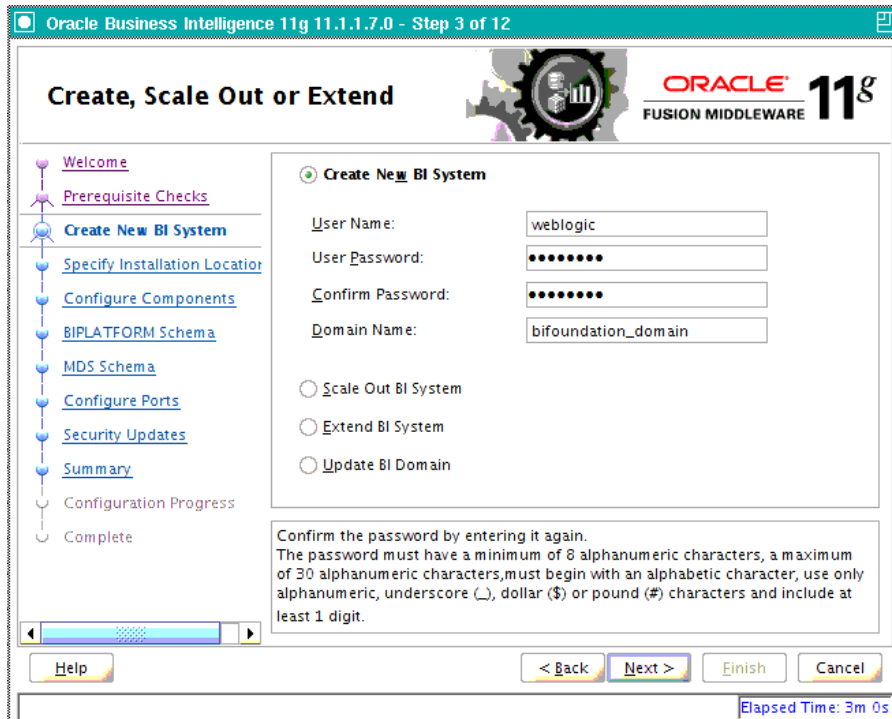 Oracle Business Intelligence 11g 11.1.1.7.0 - Step 3 of 12
Create, Scale Out or Extend
ORACLE
FUSION MIDDLEWARE
11g
Welcome
Prerequisite Checks
Create New BI System
Specify Installation Location
Configure Components
BIPLATFORM Schema
MDS Schema
Configure Ports
Security Updates
Summary
Configuration Progress
Complete
Create New BI System
User Name:
weblogic
User Password:
••••••••
Confirm Password:
••••••••
Domain Name:
bifoundation_domain
Scale Out BI System
Extend BI System
Update BI Domain
Confirm the password by entering it again.
The password must have a minimum of 8 alphanumeric characters, a maximum
of 30 alphanumeric characters,must begin with an alphabetic character, use only
alphanumeric, underscore (_), dollar ($) or pound (#) characters and include at
least 1 digit.
Help
< Back
Next >
Finish
Cancel
Elapsed Time: 3m 0s